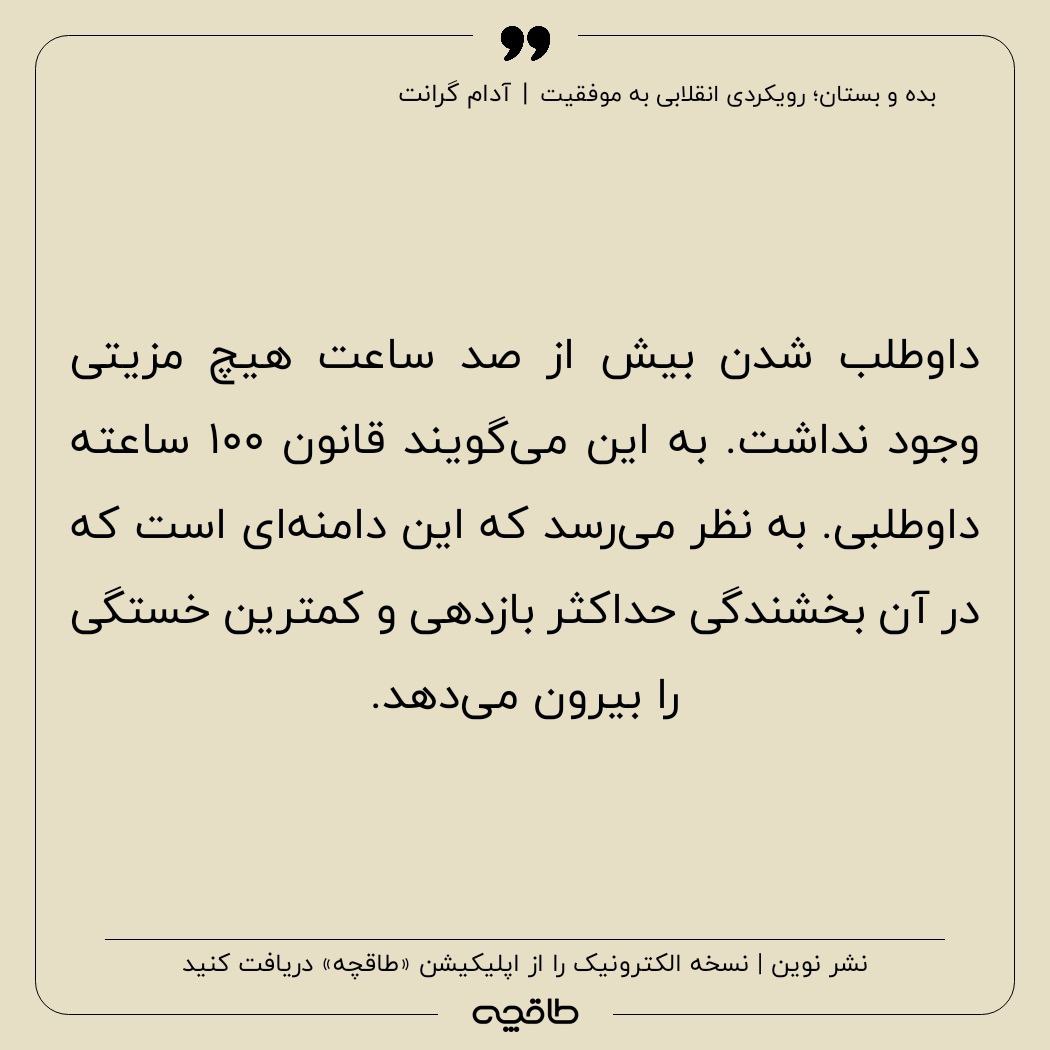 بده و بستان؛ رویکردی انقلابی به موفقیت | آدام گرانت
داوطلب شدن بیش از صد ساعت هیچ مزیتی
وجود نداشت. به این می‌گویند قانون ۱۰۰ ساعته
داوطلبی. به نظر می‌رسد که این دامنه‌ای است که
در آن بخشندگی حداکثر بازدهی و کمترین خستگی
را بیرون می‌دهد.
نشر نوین | نسخه الکترونیک را از اپلیکیشن «طاقچه» دریافت کنید
طاقچه